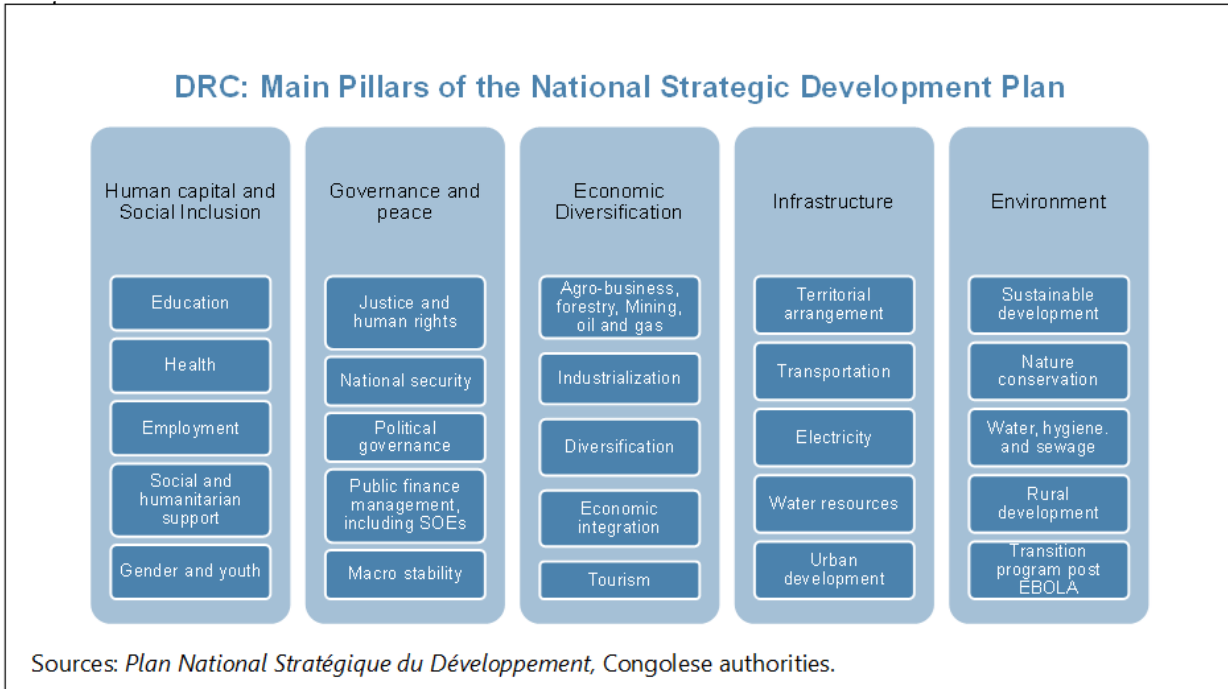 DRC: Main Pillars of the National Strategic Development Plan
Human capital and
Social Inclusion
Education
Health
Employment
Social and
humanitarian
support
Gender and youth
Governance and
peace
Justice and
human rights
National security
Political
governance
Public finance
management,
including SOEs
Macro stability
Economic
Diversification
Agro-business,
forestry, Mining,
oil and gas
Industrialization
Diversification
Economic
integration
Tourism
Infrastructure
Territorial
arrangement
Transportation
Electricity
Water resources
Urban
development
Environment
Sustainable
development
Nature
conservation
Water, hygiene.
and sewage
Rural
development
Transition
program post
EBOLA
Sources: Plan National Stratégique du Développement, Congolese authorities.